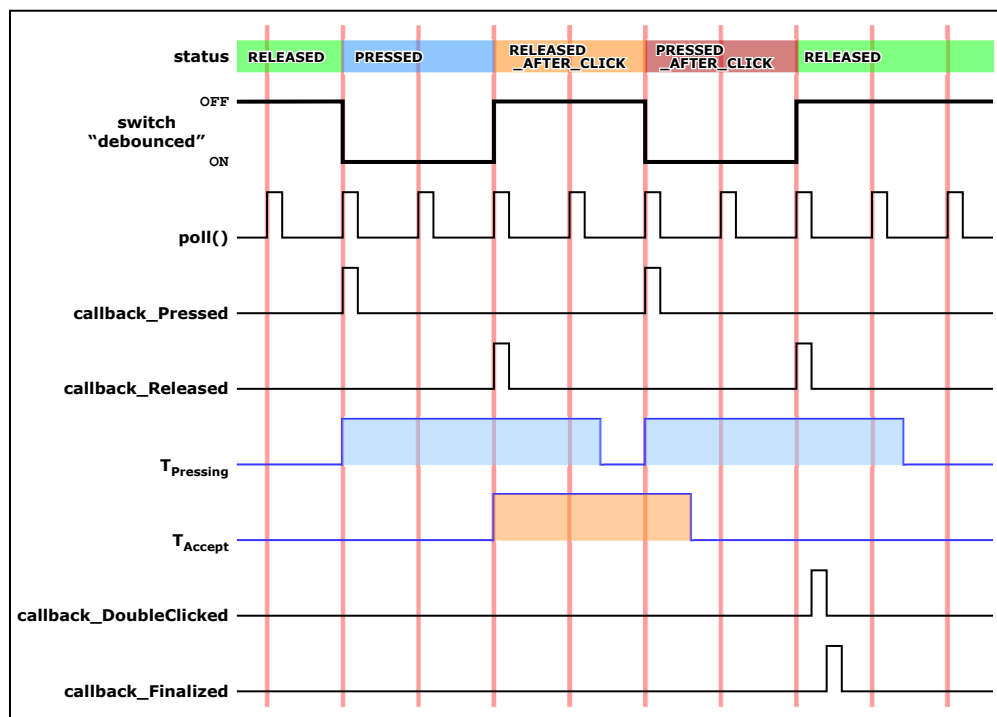 status
RELEASED
PRESSED
RELEASED
_AFTER_CLICK
PRESSED
_AFTER_CLICK
RELEASED
OFF
switch
“debounced”
ON
poll()
callback_Pressed
callback_Released
TPressing
TAccept
callback_DoubleClicked
callback_Finalized